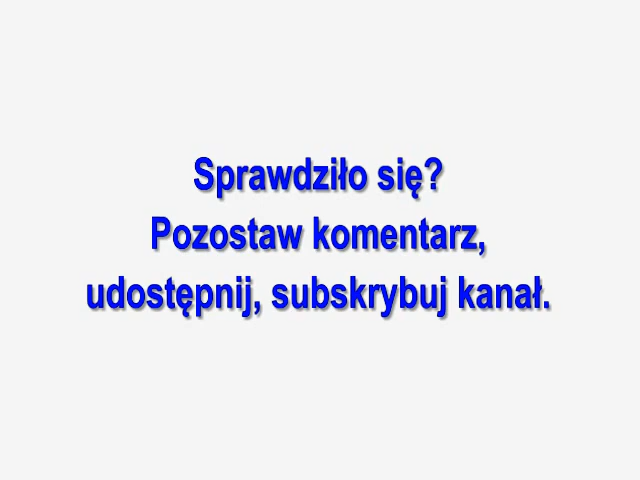 Sprawdziło się?
Pozostaw komentarz,
udostępnij, subskrybuj kanał.